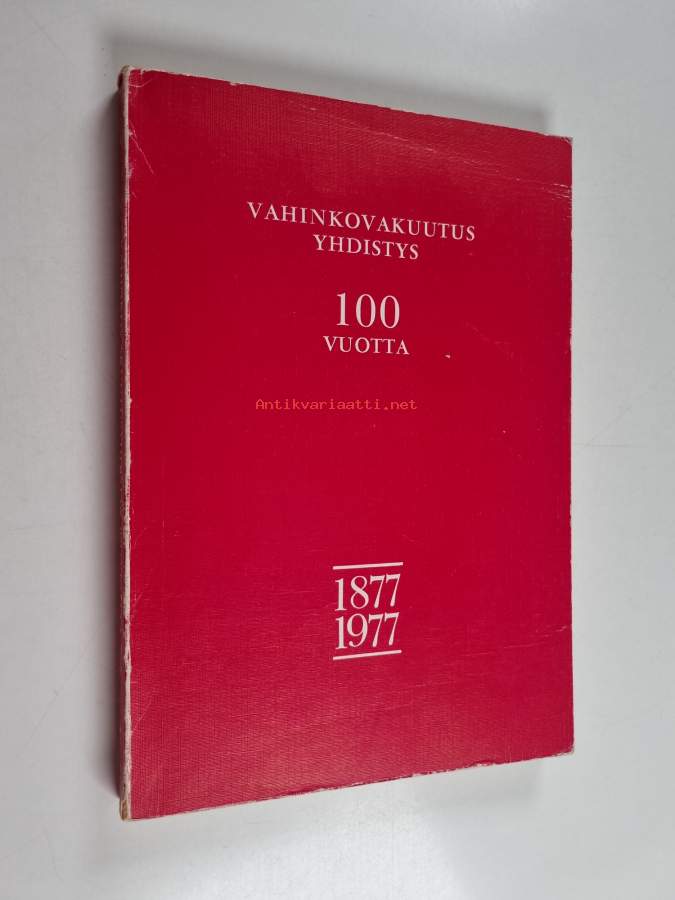 VAHINKOVAKUUTUS
YHDISTYS
100
VUOTTA
Antikvariaatti.net
1877
1977